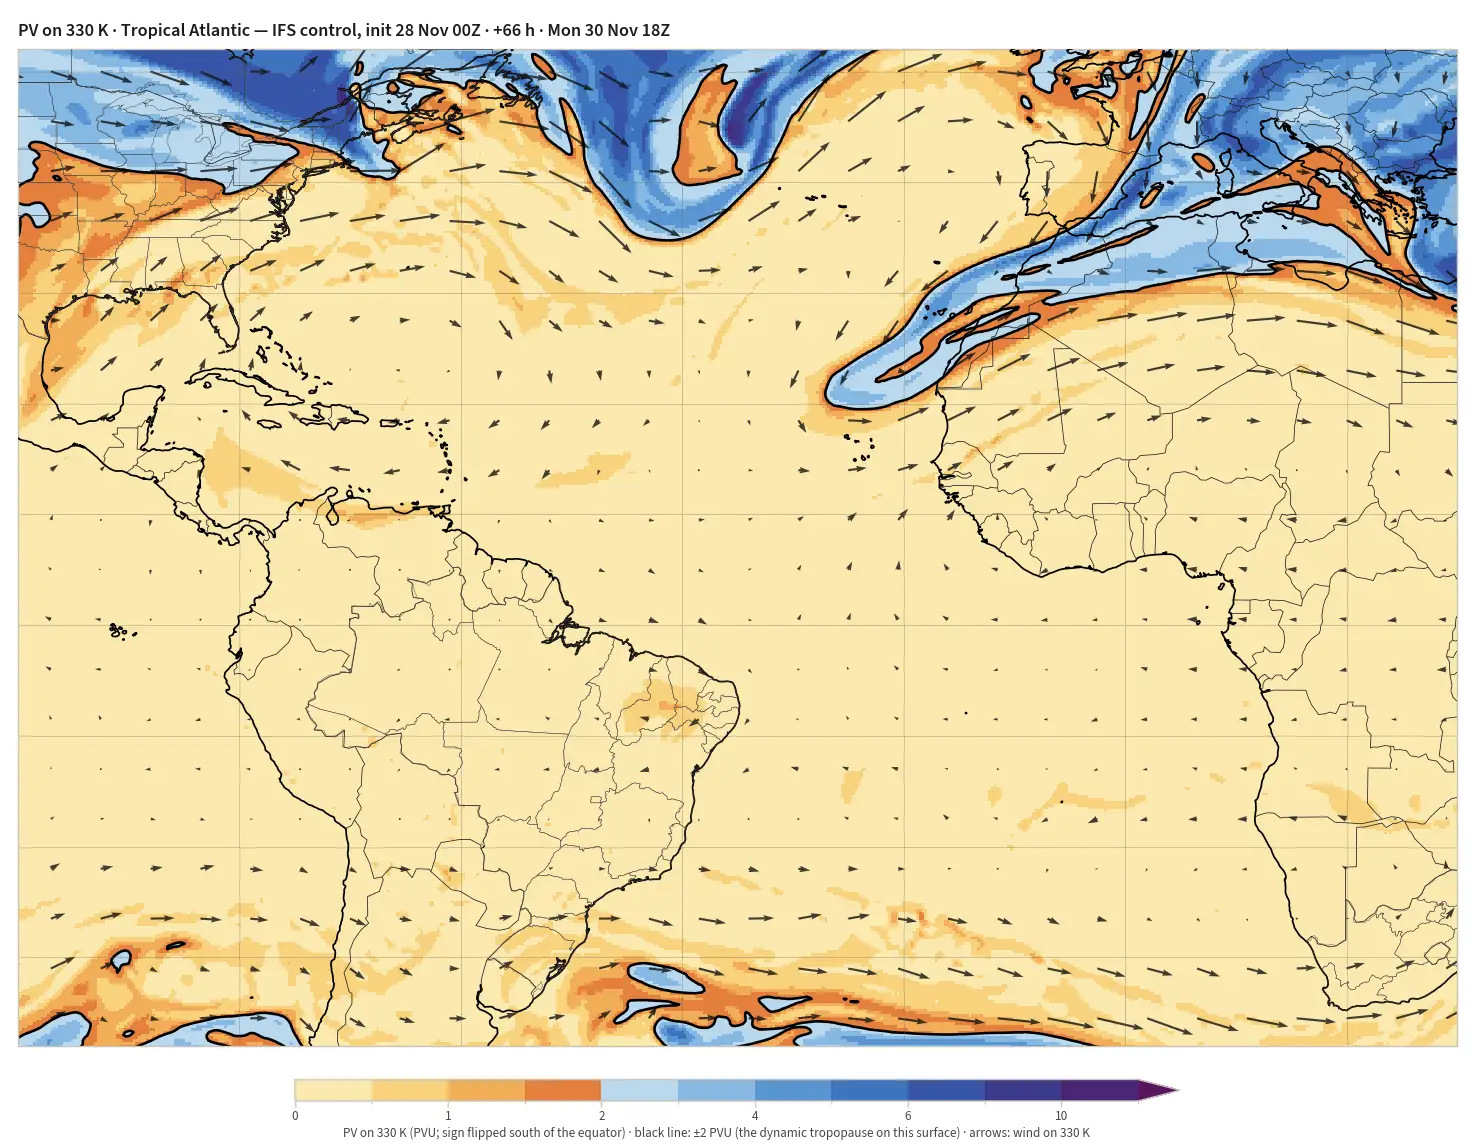 PV on 330 K · Tropical Atlantic — IFS control, init 28 Nov 00Z · +66 h · Mon 30 Nov 18Z
0 1 2 4 6 10
PV on 330 K (PVU; sign flipped south of the equator) · black line: ±2 PVU (the dynamic tropopause on this surface) · arrows: wind on 330 K